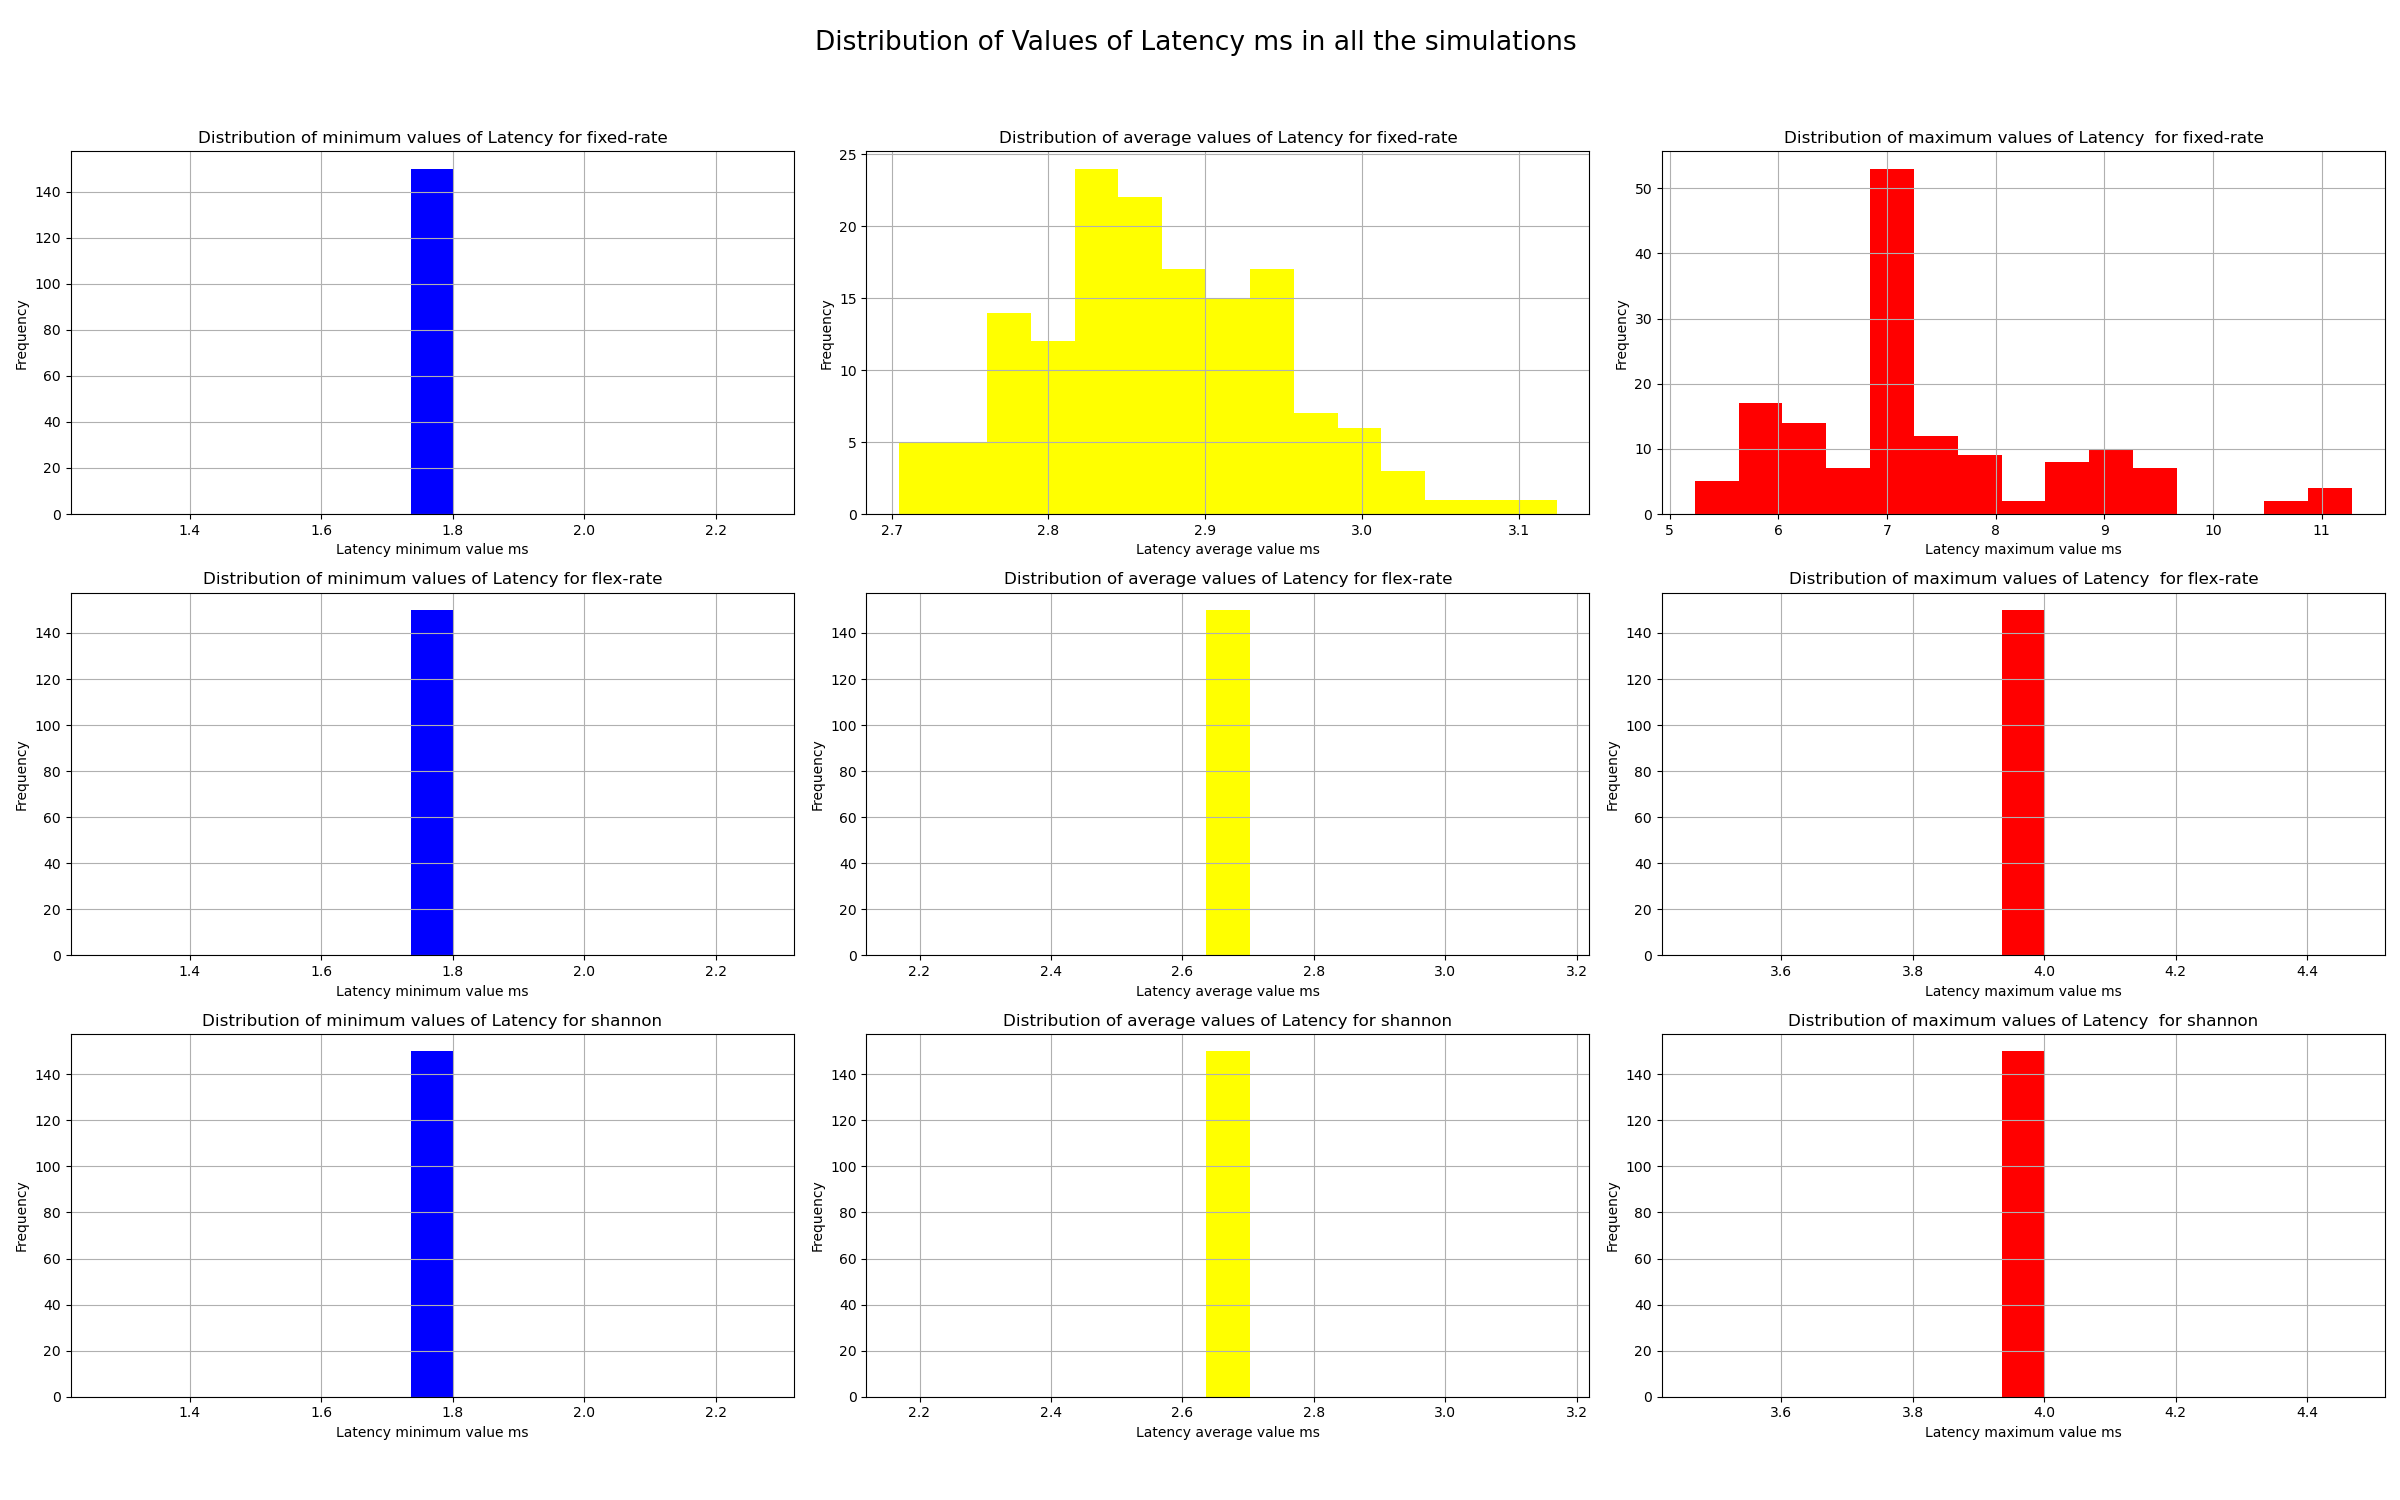 Distribution of Values of Latency ms in all the simulations
Distribution of minimum values of Latency for fixed-rate
Frequency
0 20 40 60 80 100 120 140
1.4 1.6 1.8 2.0 2.2
Latency minimum value ms
Distribution of average values of Latency for fixed-rate
Frequency
0 5 10 15 20 25
2.7 2.8 2.9 3.0 3.1
Latency average value ms
Distribution of maximum values of Latency  for fixed-rate
Frequency
0 10 20 30 40 50
5 6 7 8 9 10 11
Latency maximum value ms
Distribution of minimum values of Latency for flex-rate
Frequency
0 20 40 60 80 100 120 140
1.4 1.6 1.8 2.0 2.2
Latency minimum value ms
Distribution of average values of Latency for flex-rate
Frequency
0 20 40 60 80 100 120 140
2.2 2.4 2.6 2.8 3.0 3.2
Latency average value ms
Distribution of maximum values of Latency  for flex-rate
Frequency
0 20 40 60 80 100 120 140
3.6 3.8 4.0 4.2 4.4
Latency maximum value ms
Distribution of minimum values of Latency for shannon
Frequency
0 20 40 60 80 100 120 140
1.4 1.6 1.8 2.0 2.2
Latency minimum value ms
Distribution of average values of Latency for shannon
Frequency
0 20 40 60 80 100 120 140
2.2 2.4 2.6 2.8 3.0 3.2
Latency average value ms
Distribution of maximum values of Latency  for shannon
Frequency
0 20 40 60 80 100 120 140
3.6 3.8 4.0 4.2 4.4
Latency maximum value ms